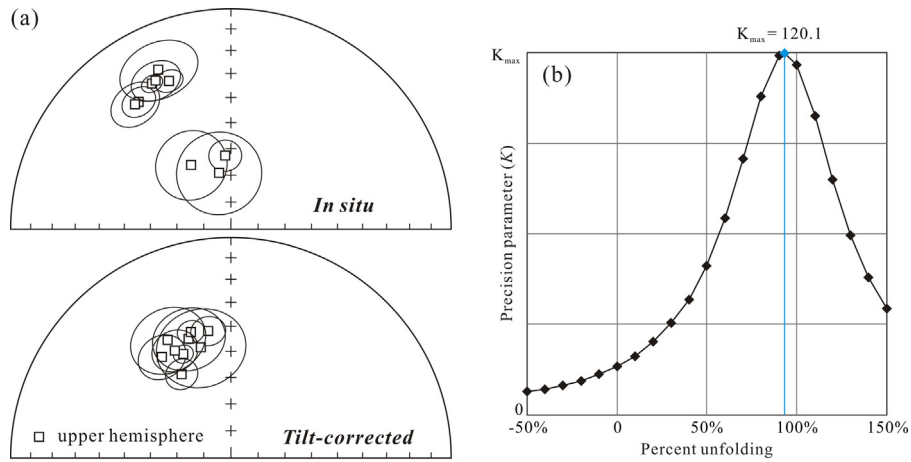 (a)
In situ
upper hemisphere
Tilt-corrected
Kmax = 120.1
Kmax
(b)
Precision parameter (K)
0
-50% 0 50% 100% 150%
Percent unfolding